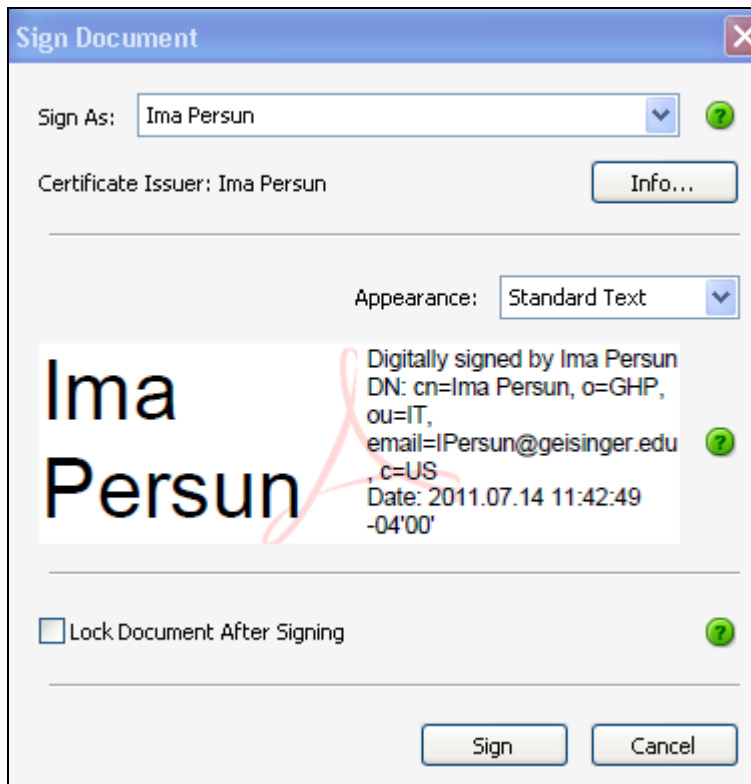 Sign Document
Sign As: Ima Persun
Certificate Issuer: Ima Persun
Info...
Appearance: Standard Text
Ima
Persun
Digitally signed by Ima Persun
DN: cn=Ima Persun, o=GHP,
ou=IT,
email=IPersun@geisinger.edu
, c=US
Date: 2011.07.14 11:42:49
-04'00'
Lock Document After Signing
Sign
Cancel